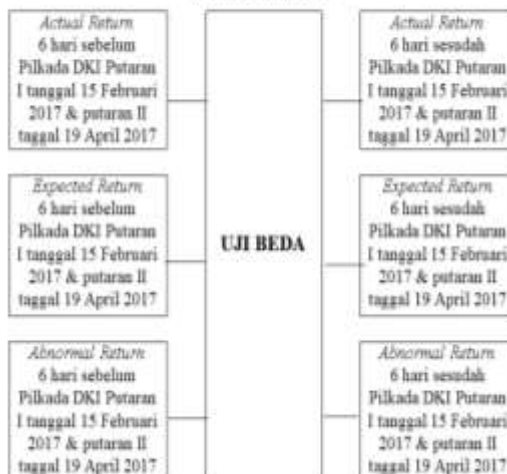 Actual Return
6 hari sebelum
Pilkada DKI Putaran
I tanggal 15 Februari
2017 & putaran II
taggal 19 April 2017
Expected Return
6 hari sebelum
Pilkada DKI Putaran
I tanggal 15 Februari
2017 & putaran II
taggal 19 April 2017
Abnormal Return
6 hari sebelum
Pilkada DKI Putaran
I tanggal 15 Februari
2017 & putaran II
taggal 19 April 2017
UJI BEDA
Actual Return
6 hari sesudah
Pilkada DKI Putaran
I tanggal 15 Februari
2017 & putaran II
taggal 19 April 2017
Expected Return
6 hari sesudah
Pilkada DKI Putaran
I tanggal 15 Februari
2017 & putaran II
taggal 19 April 2017
Abnormal Return
6 hari sesudah
Pilkada DKI Putaran
I tanggal 15 Februari
2017 & putaran II
taggal 19 April 2017